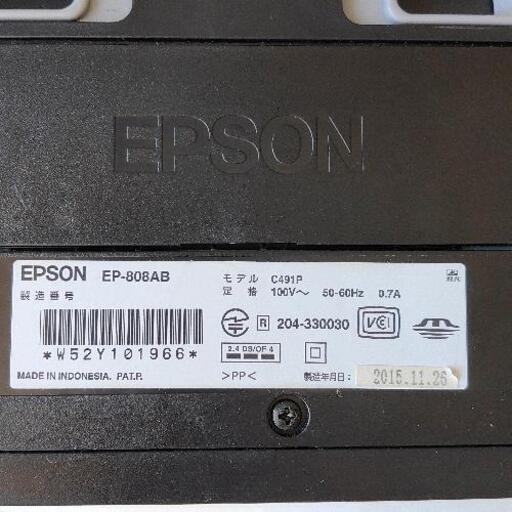 EPSON
EPSON EP-808AB
製造番号
*W52Y101966*
MADE IN INDONESIA. PAT.P.
モデル C491P
定格 100V～ 50-60Hz 0.7A
R 204-330030
VCI
2.4 DS/OF 4
>PP<
製造年月日: 2015.11.26